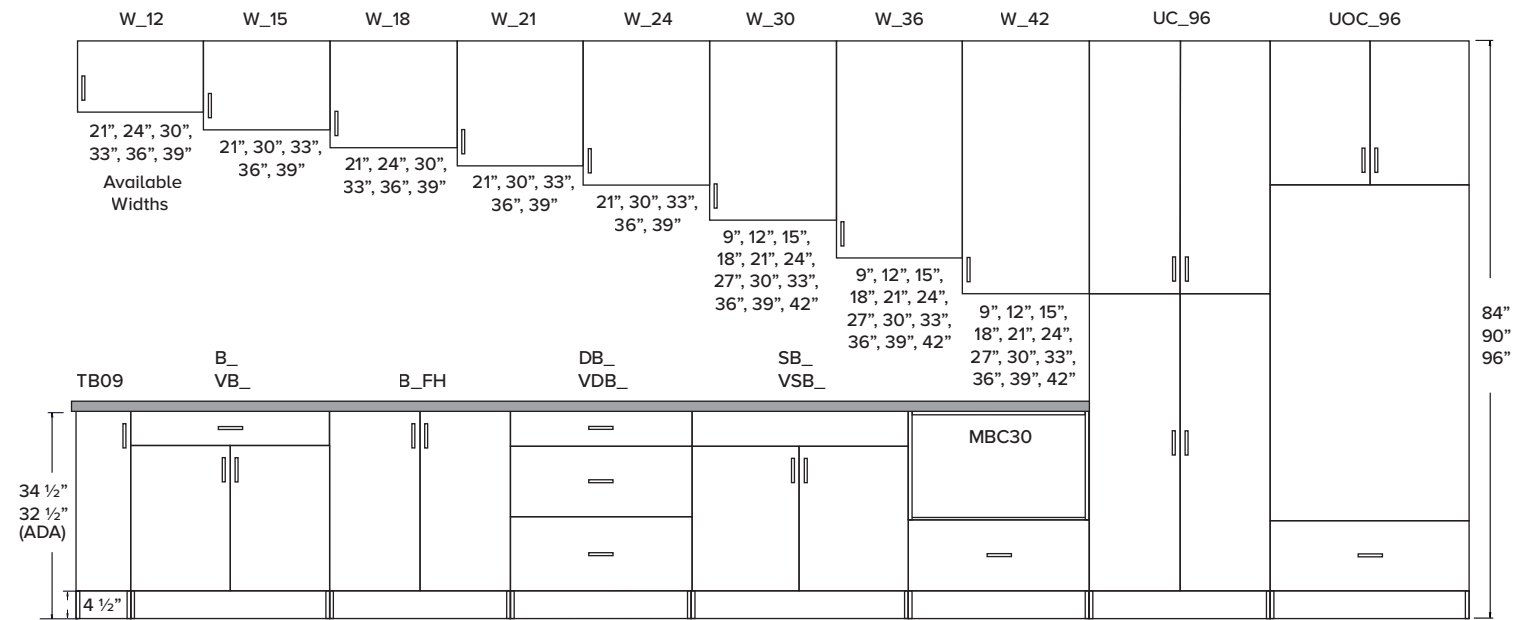 W_12
W_15
W_18
W_21
W_24
W_30
W_36
W_42
UC_96
UOC_96
21”, 24”, 30”,
33”, 36”, 39”
Available
Widths
21”, 30”, 33”,
36”, 39”
21”, 24”, 30”,
33”, 36”, 39”
21”, 30”, 33”,
36”, 39”
21”, 30”, 33”,
36”, 39”
9”, 12”, 15”,
18”, 21”, 24”,
27”, 30”, 33”,
36”, 39”, 42”
9”, 12”, 15”,
18”, 21”, 24”,
27”, 30”, 33”,
36”, 39”, 42”
9”, 12”, 15”,
18”, 21”, 24”,
27”, 30”, 33”,
36”, 39”, 42”
84”
90”
96”
TB09
B_
VB_
B_FH
DB_
VDB_
SB_
VSB_
MBC30
34 ½”
32 ½”
(ADA)
4 ½”